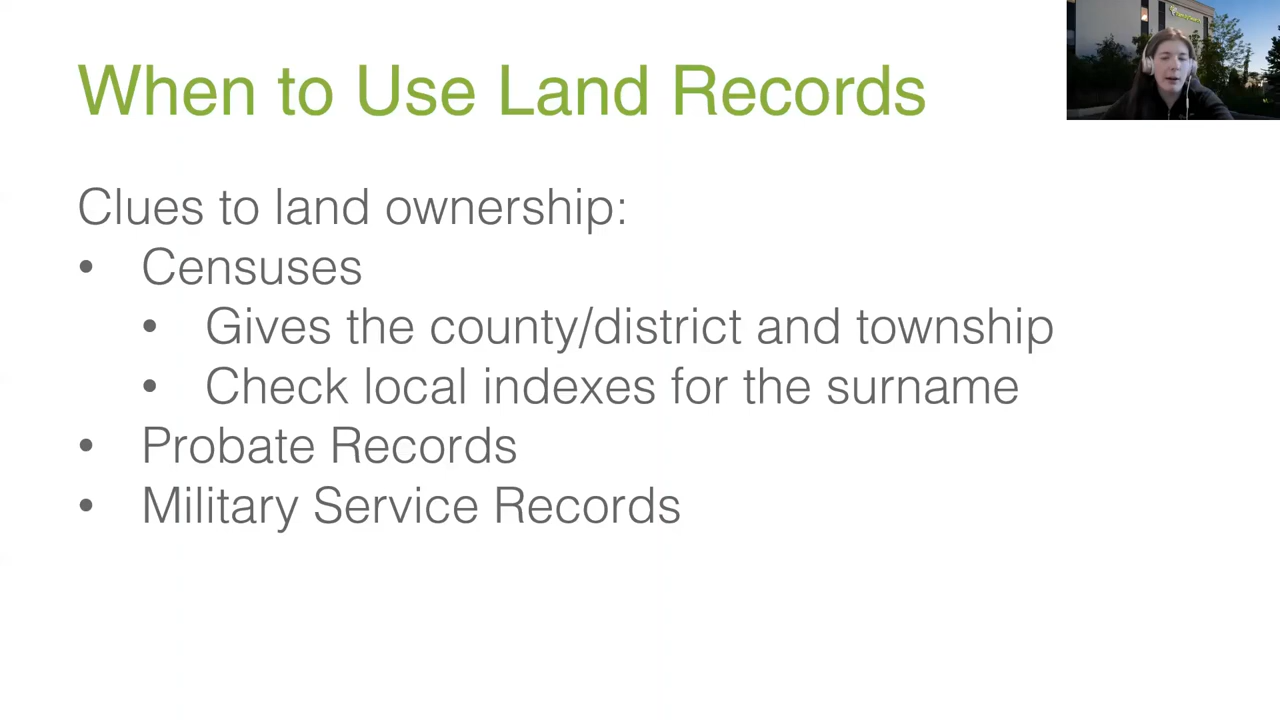 When to Use Land Records
Clues to land ownership:
• Censuses
• Gives the county/district and township
• Check local indexes for the surname
• Probate Records
• Military Service Records